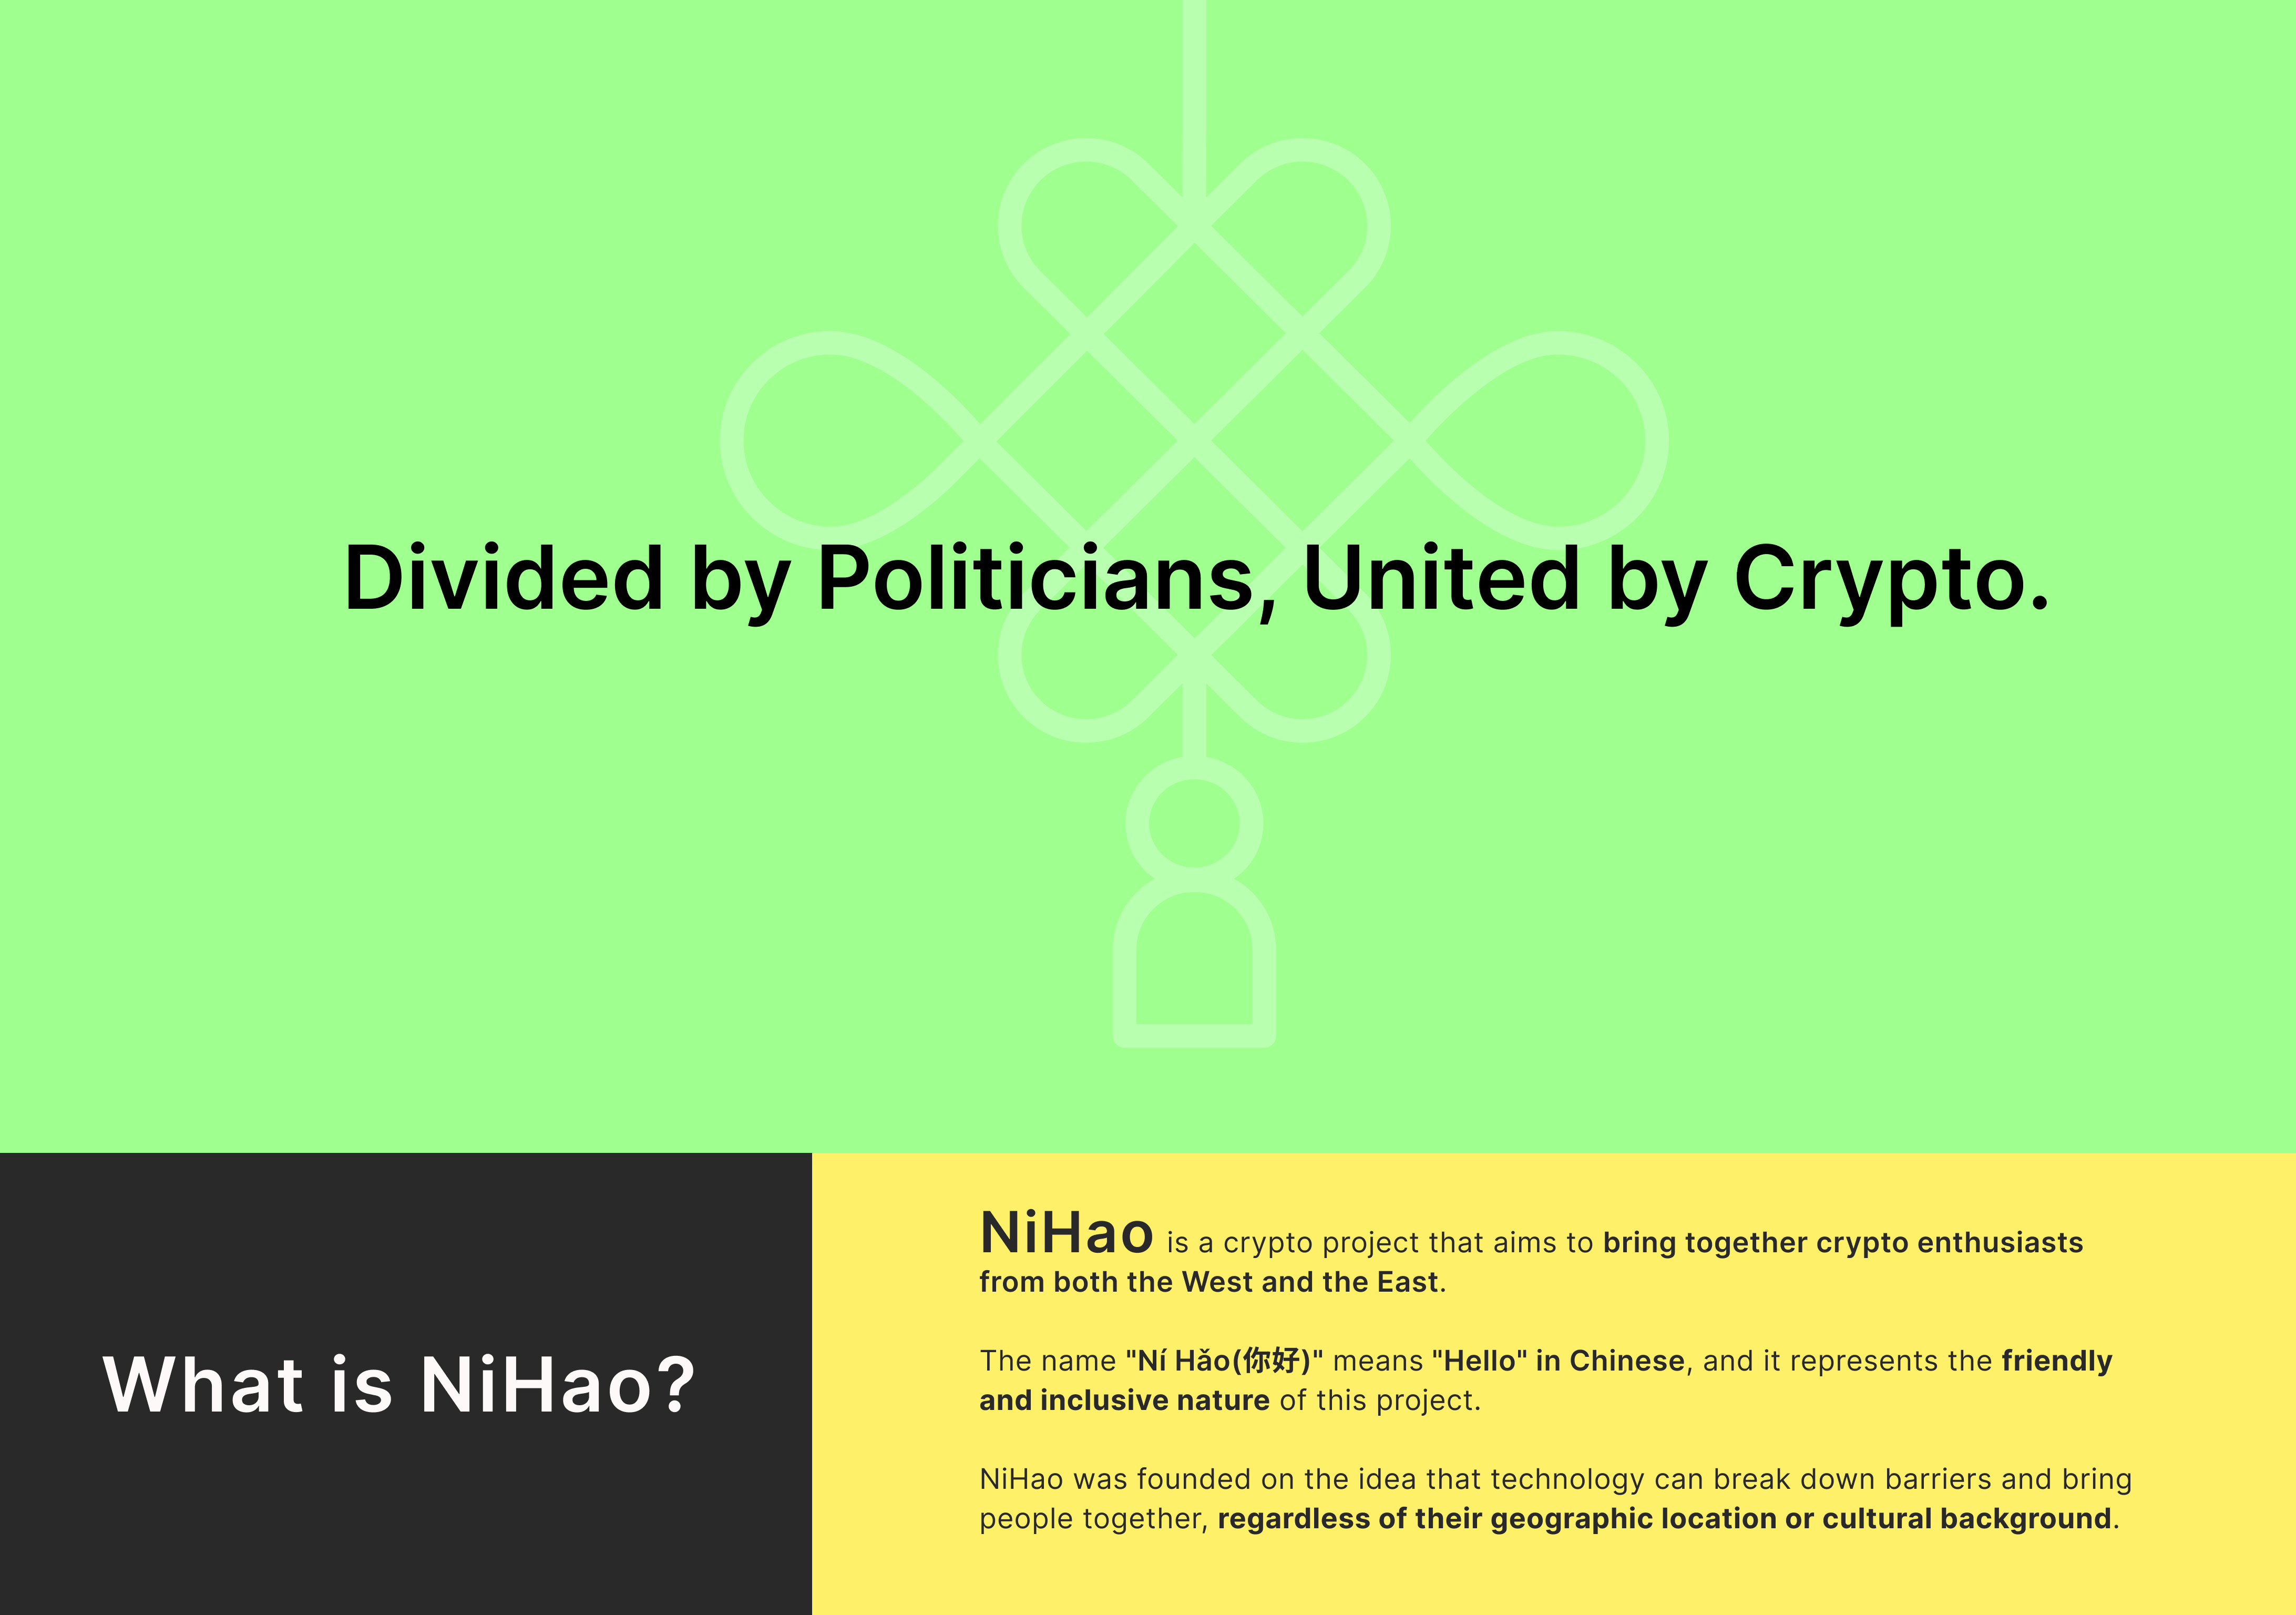 Divided by Politicians, United by Crypto.
What is NiHao?
NiHao is a crypto project that aims to bring together crypto enthusiasts
from both the West and the East.
The name "Ní Hǎo(你好)" means "Hello" in Chinese, and it represents the friendly
and inclusive nature of this project.
NiHao was founded on the idea that technology can break down barriers and bring
people together, regardless of their geographic location or cultural background.